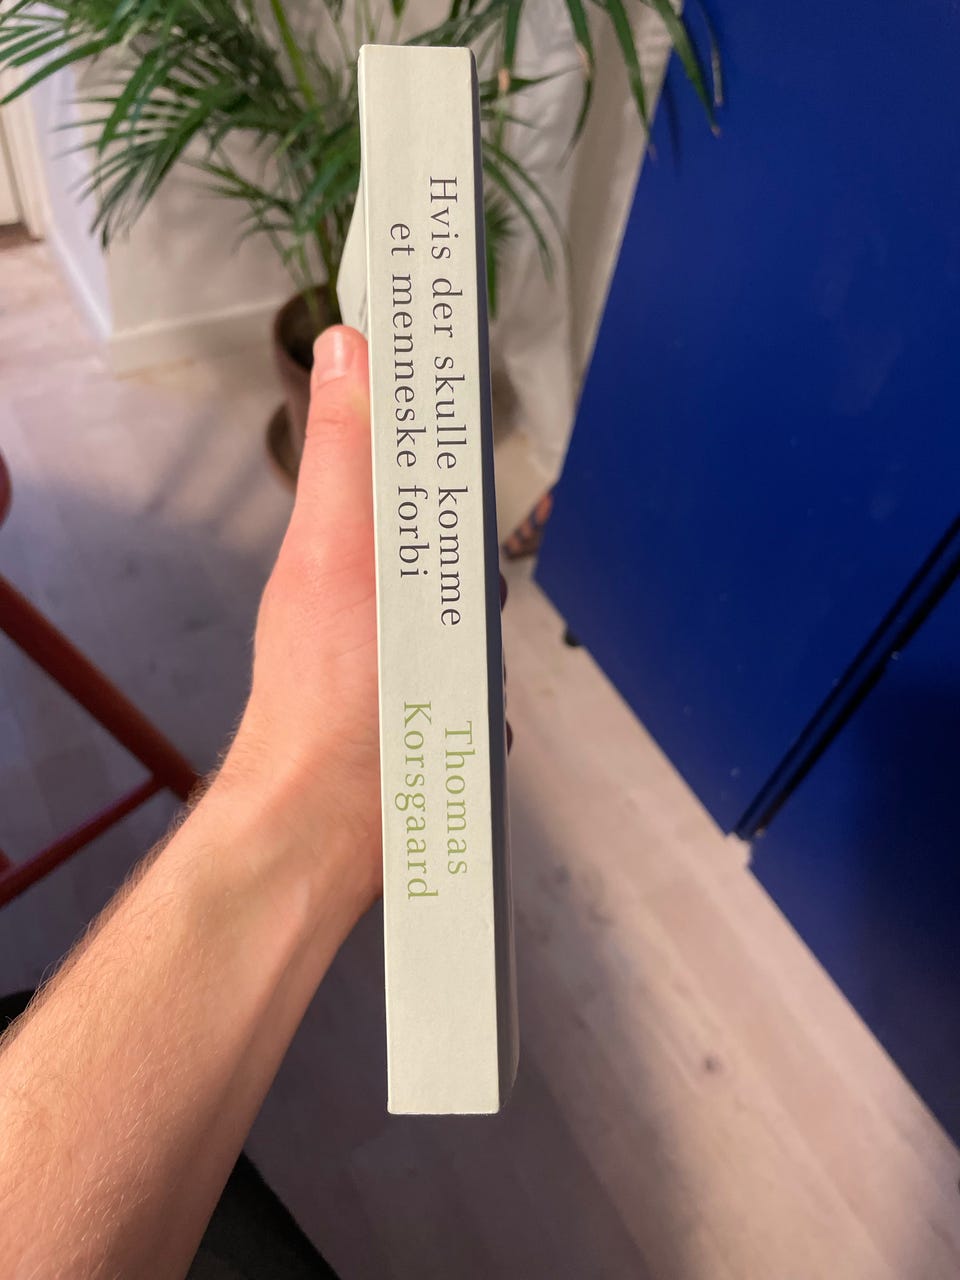 Hvis der skulle komme
et menneske forbi
Thomas
Korsgaard